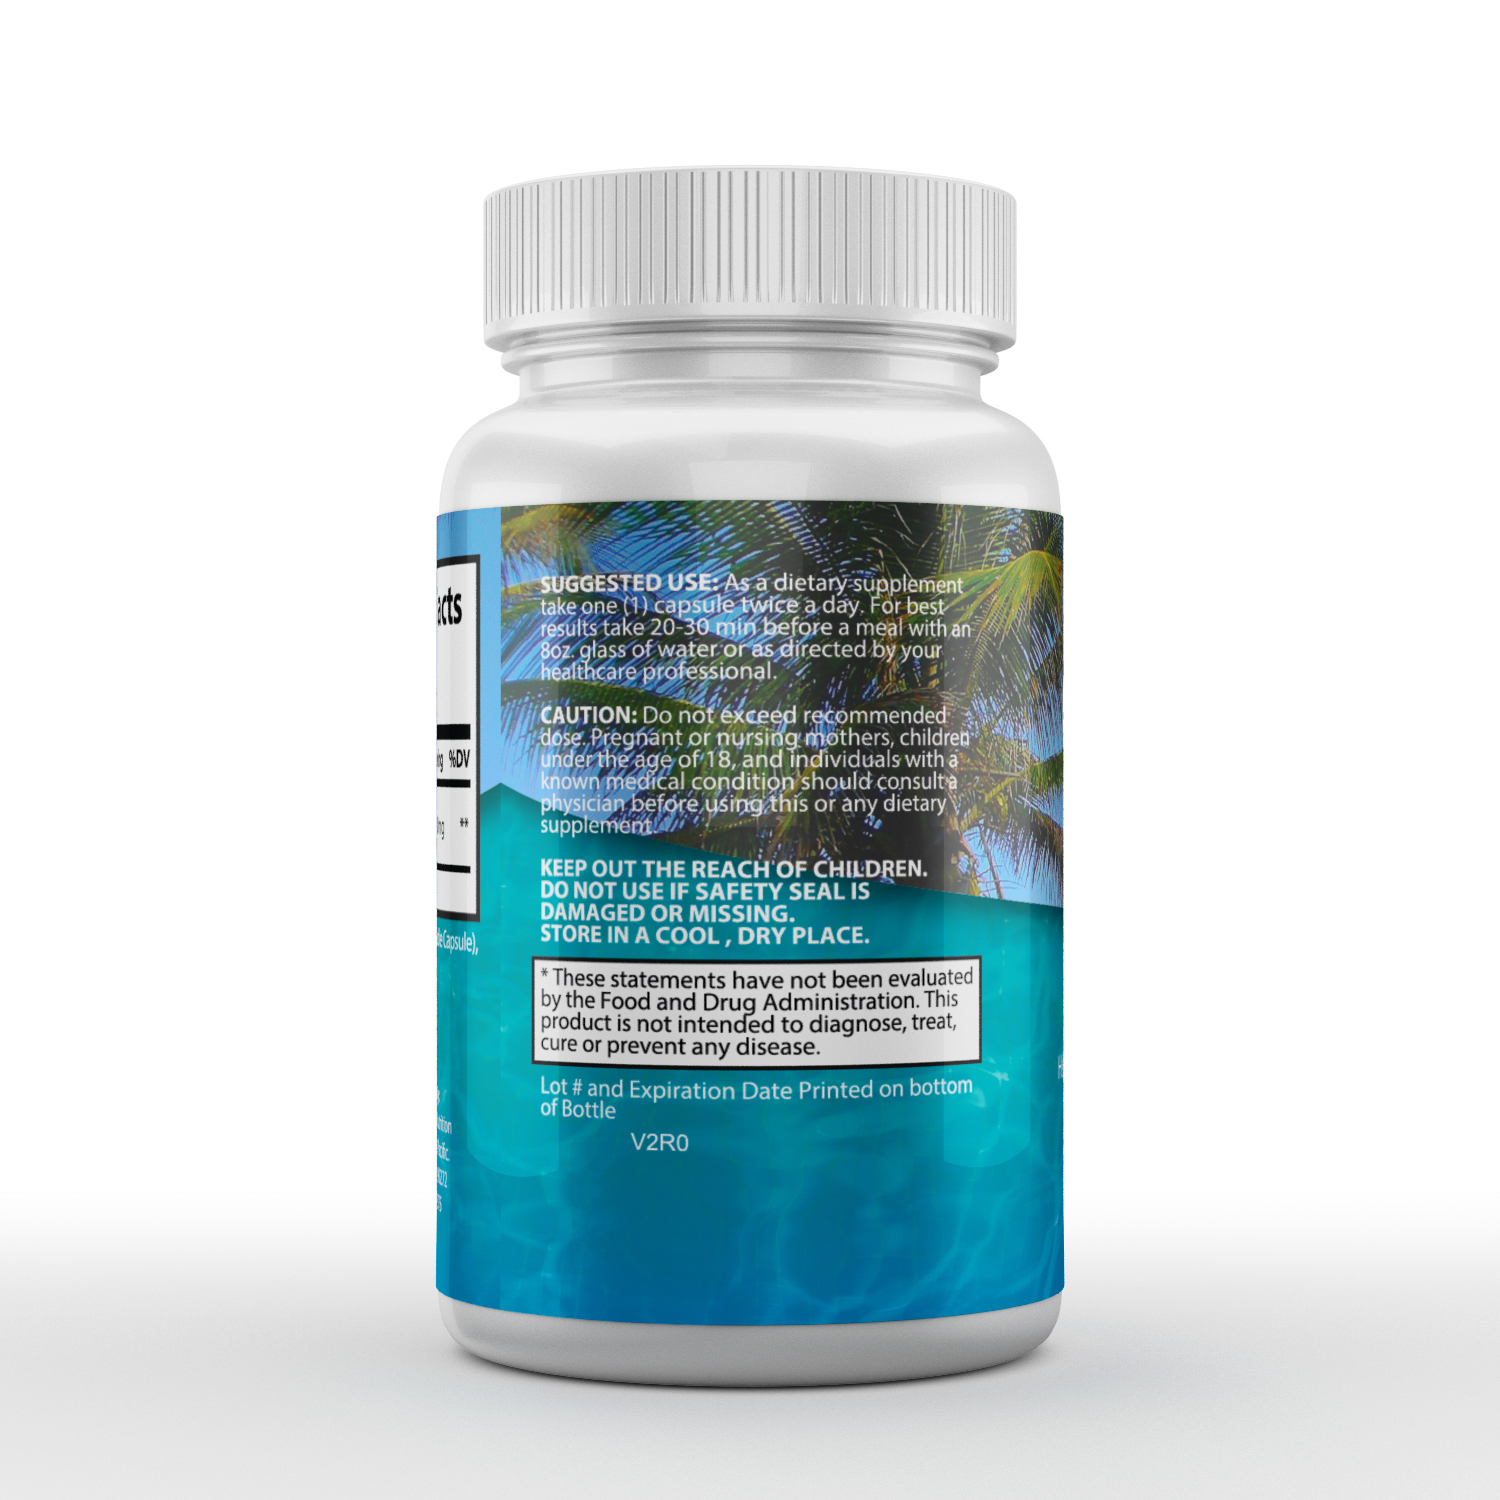 acts
%DV
**
Capsule),
SUGGESTED USE: As a dietary supplement
take one (1) capsule twice a day. For best
results take 20-30 min before a meal with an
8oz. glass of water or as directed by your
healthcare professional.
CAUTION: Do not exceed recommended
dose. Pregnant or nursing mothers, children
under the age of 18, and individuals with a
known medical condition should consult a
physician before using this or any dietary
supplement.
KEEP OUT THE REACH OF CHILDREN.
DO NOT USE IF SAFETY SEAL IS
DAMAGED OR MISSING.
STORE IN A COOL , DRY PLACE.
* These statements have not been evaluated
by the Food and Drug Administration. This
product is not intended to diagnose, treat,
cure or prevent any disease.
Lot # and Expiration Date Printed on bottom
of Bottle
V2R0